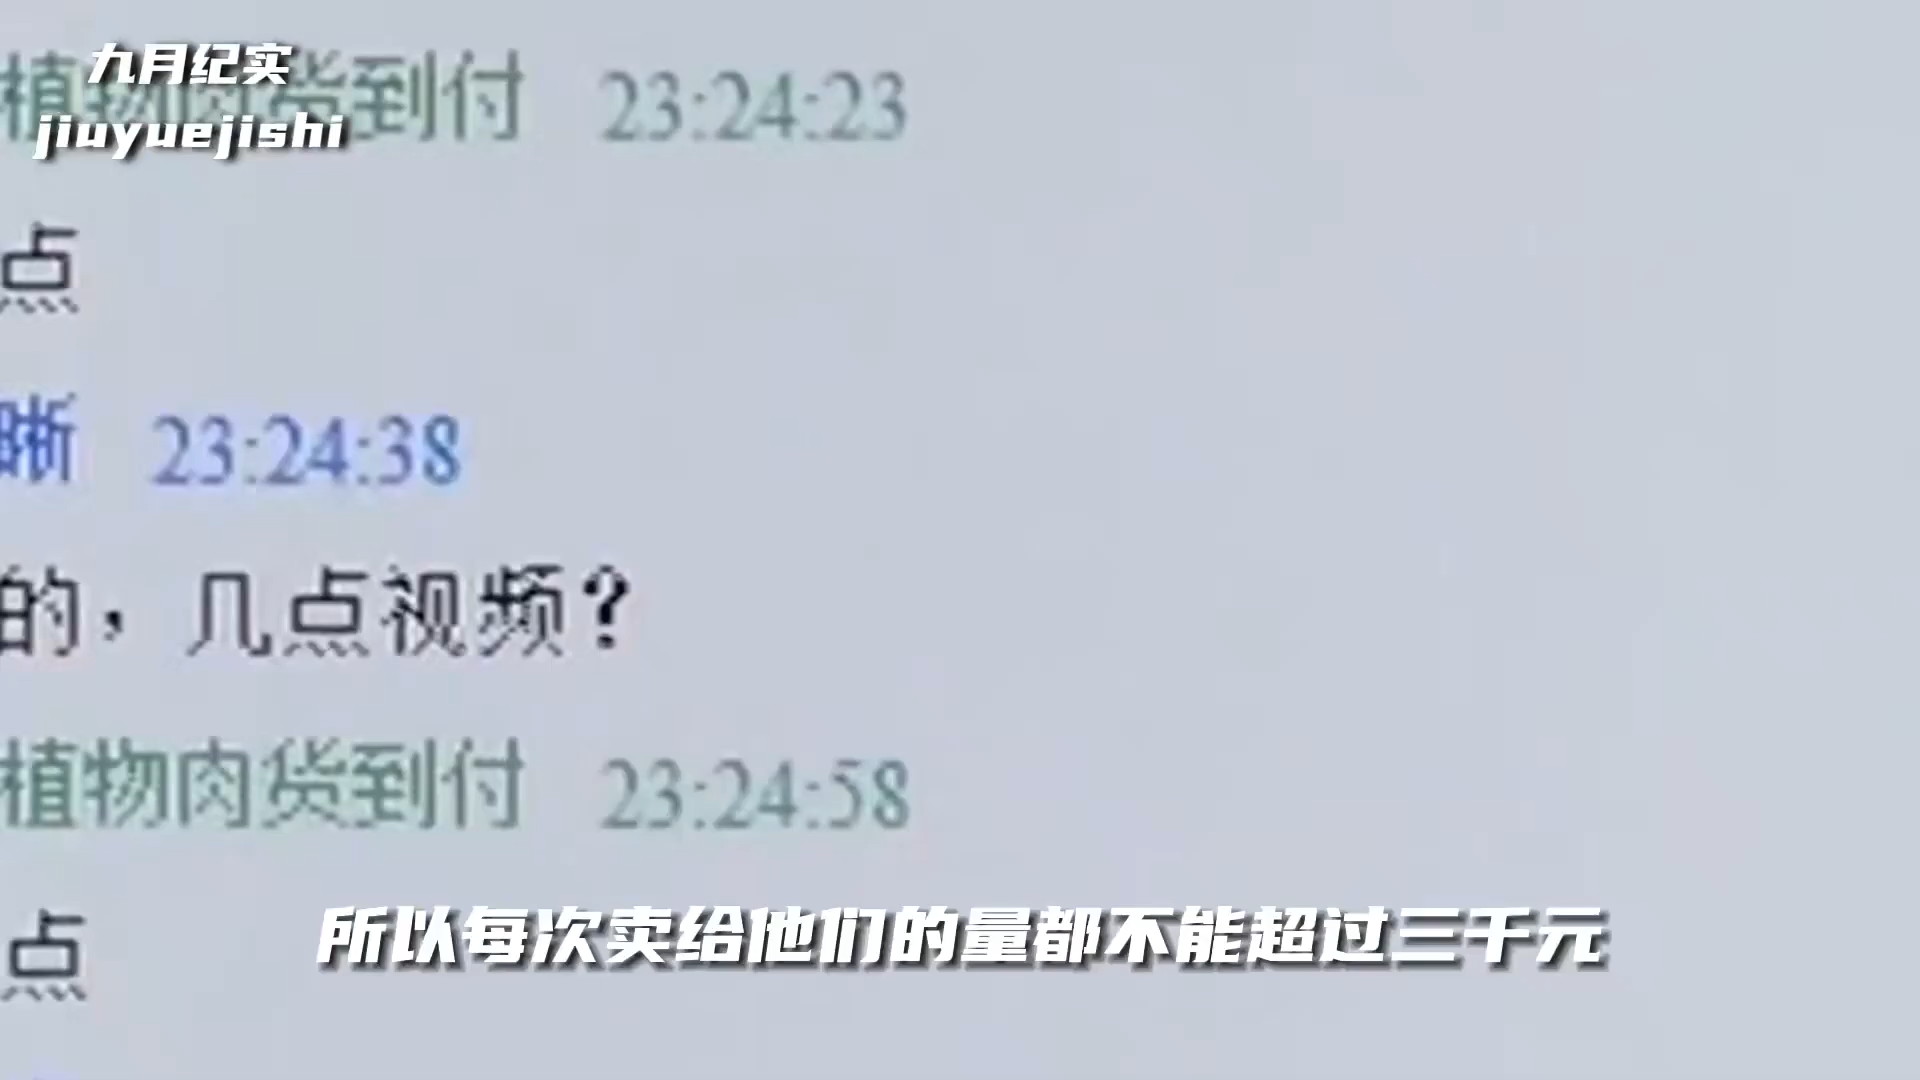 九月纪实
jiuyuejishi
植物肉货到付 23:24:23
点
晰 23:24:38
的，几点视频？
植物肉货到付 23:24:58
点
所以每次卖给他们的量都不能超过三千元